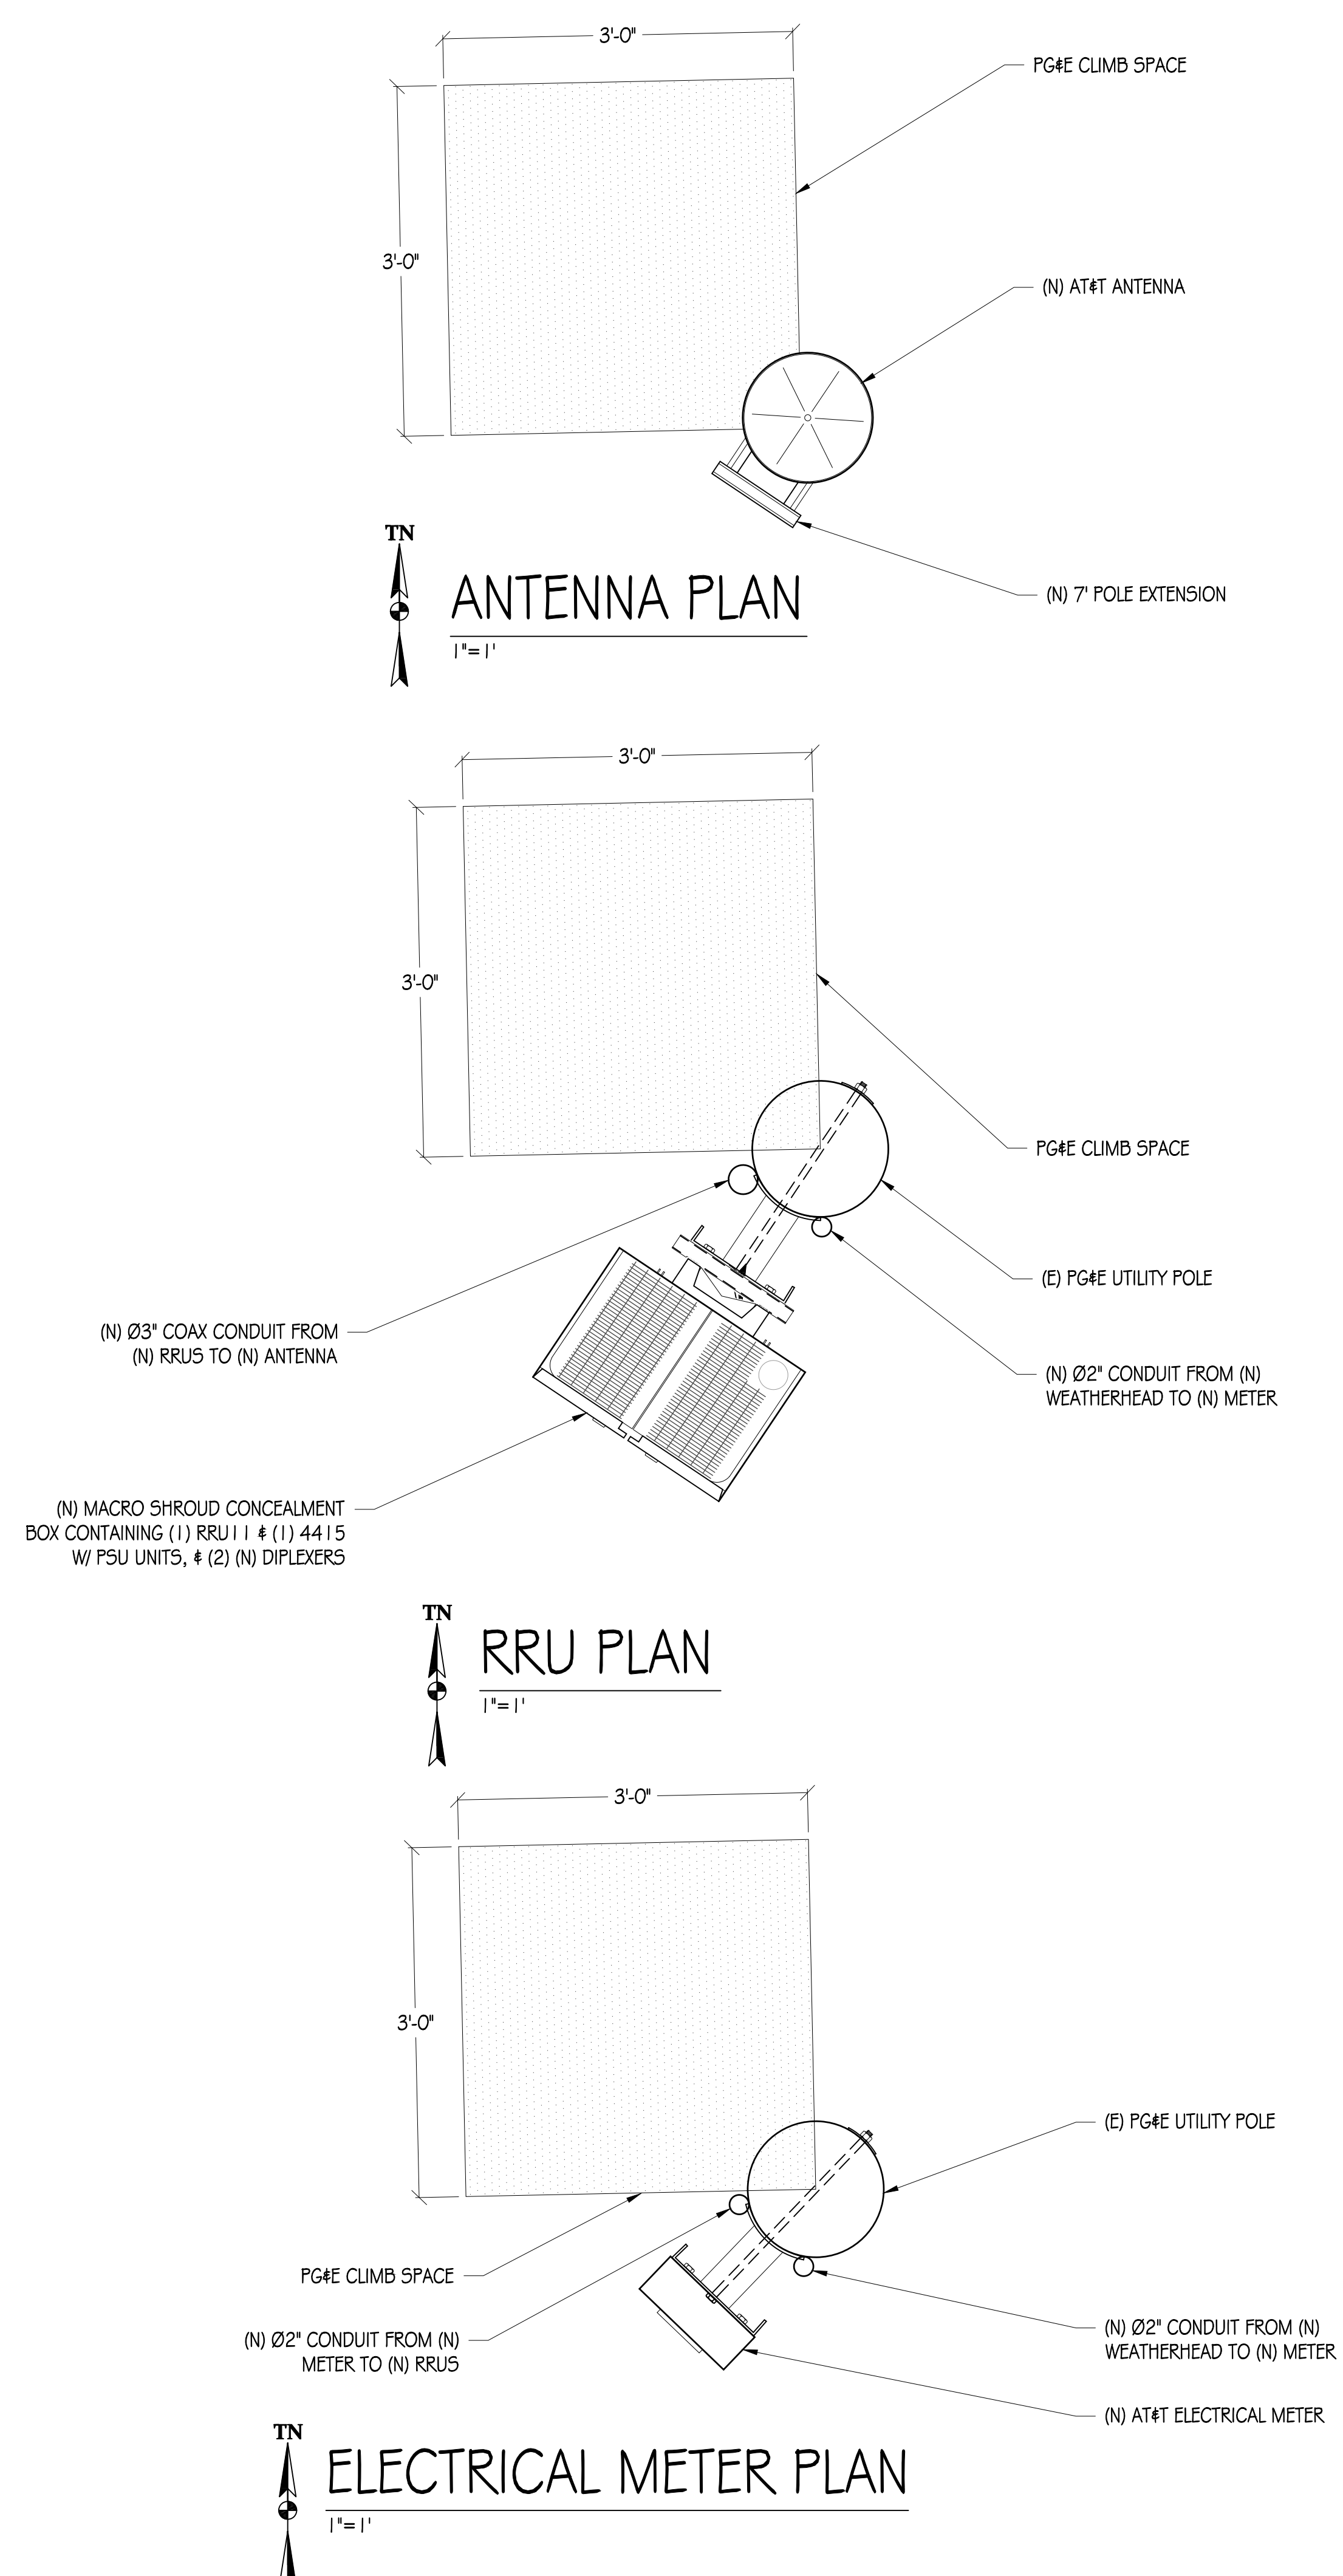 3'-0"
PG&E CLIMB SPACE
3'-0"
(N) AT&T ANTENNA
(N) 7' POLE EXTENSION
TN
ANTENNA PLAN
1"=1'
3'-0"
3'-0"
PG&E CLIMB SPACE
(E) PG&E UTILITY POLE
(N) Ø3" COAX CONDUIT FROM
(N) RRUS TO (N) ANTENNA
(N) Ø2" CONDUIT FROM (N)
WEATHERHEAD TO (N) METER
(N) MACRO SHROUD CONCEALMENT
BOX CONTAINING (1) RRU11 & (1) 4415
W/ PSU UNITS, & (2) (N) DIPLEXERS
TN
RRU PLAN
1"=1'
3'-0"
3'-0"
(E) PG&E UTILITY POLE
PG&E CLIMB SPACE
(N) Ø2" CONDUIT FROM (N)
METER TO (N) RRUS
(N) Ø2" CONDUIT FROM (N)
WEATHERHEAD TO (N) METER
(N) AT&T ELECTRICAL METER
TN
ELECTRICAL METER PLAN
1"=1'